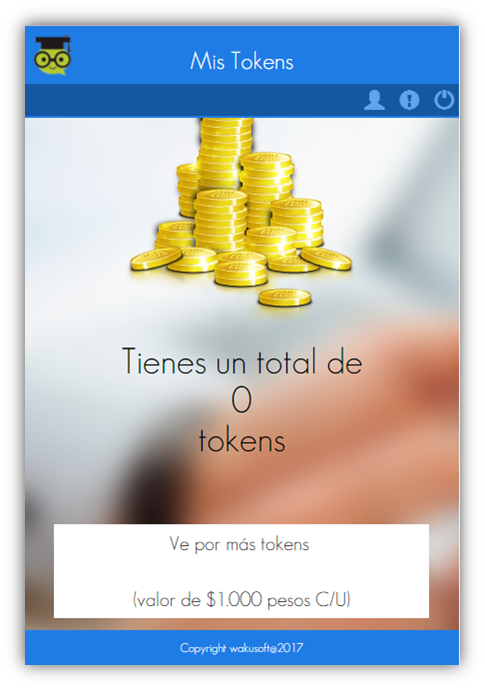 Mis Tokens
Tienes un total de
0
tokens
Ve por más tokens
(valor de $1.000 pesos C/U)
Copyright wakusoft@2017